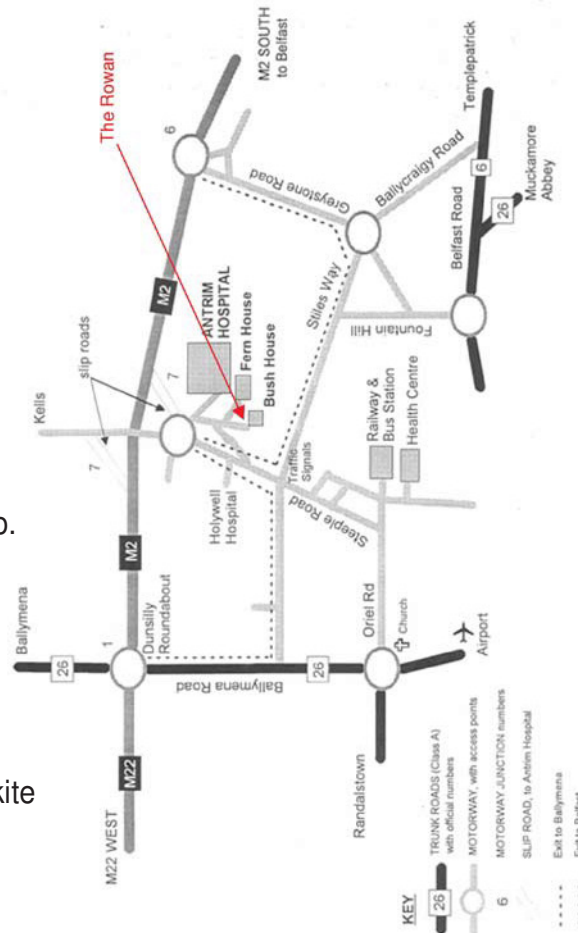 M2 SOUTH
to Belfast
The Rowan
6
M2
Greystone Road
Templepatrick
Ballycraigy Road
6
Belfast Road
26
Muckamore
Abbey
Stiles Way
Fountain Hill
slip roads
7
ANTRIM
HOSPITAL
Fern House
Bush House
Kells
7
Holywell
Hospital
Traffic
Signals
Railway &
Bus Station
Health Centre
Steeple Road
M2
Ballymena
26
1
Dunsilly
Roundabout
Ballymena Road
26
Oriel Rd
Church
Airport
M22
M22 WEST
Randalstown
KEY
26
TRUNK ROADS (Class A)
with official numbers
MOTORWAY, with access points
6
MOTORWAY JUNCTION numbers
SLIP ROAD, to Antrim Hospital
Exit to Ballymena
Exit to Belfast
o.
kite